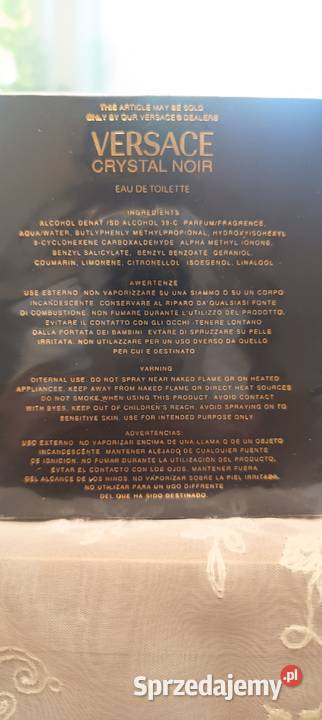 THIS ARTICLE MAY BE SOLD
ONLY BY OUR VERSACE® DEALERS
VERSACE
CRYSTAL NOIR
EAU DE TOILETTE
INGREDIENTS
ALCOHOL DENAT /SD ALCOHOL 39-C. PARFUM/FRAGRENCE,
AQUA/WATER, BUTLYPHENLY METHYLPROPIONAL, HYDROXYISOHEXYL
3-CYCLOHEXENE CARBOXALDEHYDE ALPHA METHYL IONONE,
BENZYL SALICYLATE, BENZYL BENZOATE GERANIOL,
COUMARIN, LIMONENE, CITRONELLOL ISOEGENOL, LINALOOL
AWERTENZE
USE ESTERNO. NON VAPORIZZARE SU UNA SIAMMO O SU UN CORPO
INCANDESCENTE. CONSERVARE AL RIPARO DA'QUALSIASI FONTE
DI COMBUSTIONE. NON FUMARE DURANTE L'UTILIZZO DEL PRODOTTO.
EVITARE IL CONTATTO CON GLI OCCHI. TENERE LONTANO
DALLA PORTATA DEI BAMBINI. EVTARE DI SPRUZZARE SU PELLE
IRRITATA. NON UTILAZZARE PER UN USO DVERSO DA QUELLO
PER CUI E DESTINATO
YARNING
DITERNAL USE. DO NOT SPRAY NEAR NAKED FLAME OR ON HEATED
APPLIANCES. KEEP AWAY FROM NAKED FLAME OR DIRECT HEAT SOURCES
DO NOT SMOKE WHEN USING THIS PRODUCT. AVOID CONTACT
WITH BYES. KEEP OUT OF CHILDREN'S REACH. AVOID SPRAYING ON TO
SENSITIVE SKIN. USE FOR INTENDED PURPOSE ONLY
ADVERTENCIAS:
USO EXTERNO. NO VAPORIZAR ENCIMA DE UNA LLAMA O DE UN OBJETO
INCANDESCENTE. MANTENER ALEJADO DE CUALQUIER FUENTE
DE IGNICION. NO FUMAR DURANTE LA UTILIZACION DEL PRODUCTO.
EVTAR EL CONTACTO CON LOS OJOS. MANTENER FUERA
DEL ALCANCE DE LOS NINOS. NO VAPORIZAR SOBRE LA PIEL IRRITADA.
NO UTILIZAR PARA UN UGO DIFFRENTE
DEL QUE HA SIDO DESTINADO.
Sprzedajemy.pl